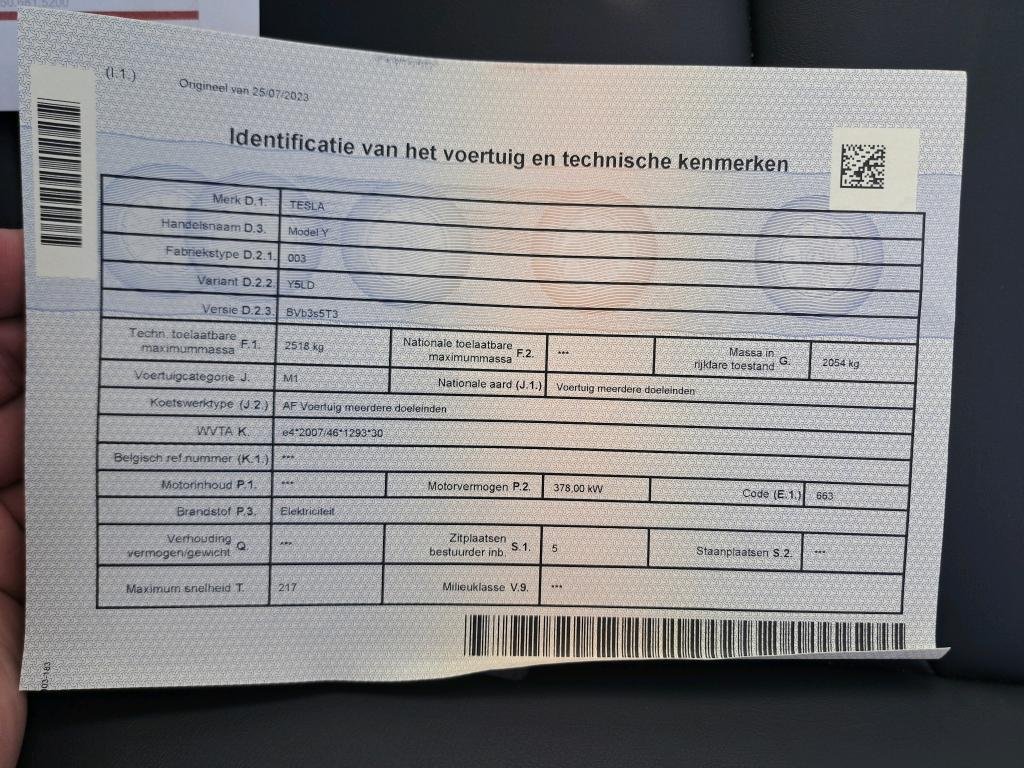 (I.1.)
Origineel van 25/07/2023
Identificatie van het voertuig en technische kenmerken
Merk D.1. TESLA
Handelsnaam D.3. Model Y
Fabriekstype D.2.1. 003
Variant D.2.2. Y5LD
Versie D.2.3. BVb3s5T3
Techn. toelaatbare maximummassa F.1. 2518 kg Nationale toelaatbare maximummassa F.2. *** Massa in rijklare toestand G. 2054 kg
Voertuigcategorie J. M1 Nationale aard (J.1.) Voertuig meerdere doeleinden
Koetswerktype (J.2.) AF Voertuig meerdere doeleinden
WVTA K. e4*2007/46*1293*30
Belgisch ref.nummer (K.1.) ***
Motorinhoud P.1. *** Motorvermogen P.2. 378,00 kW Code (E.1.) 663
Brandstof P.3. Elektriciteit
Verhouding vermogen/gewicht Q. *** Zitplaatsen bestuurder inb. S.1. 5 Staanplaatsen S.2. ***
Maximum snelheid T. 217 Milieuklasse V.9. ***